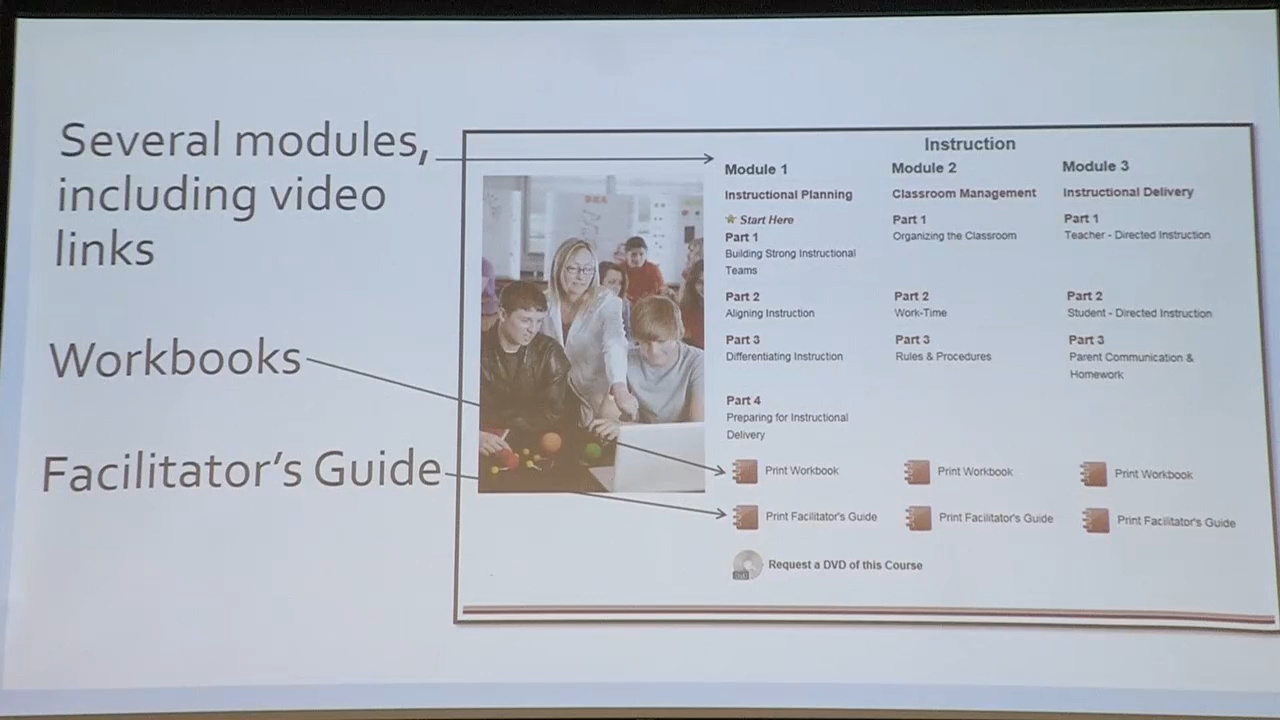 Several modules,
including video
links
Workbooks
Facilitator's Guide
Instruction
Module 1
Instructional Planning
Start Here
Part 1
Building Strong Instructional
Teams
Part 2
Aligning Instruction
Part 3
Differentiating Instruction
Part 4
Preparing for Instructional
Delivery
Print Workbook
Print Facilitator's Guide
Request a DVD of this Course
Module 2
Classroom Management
Part 1
Organizing the Classroom
Part 2
Work-Time
Part 3
Rules & Procedures
Print Workbook
Print Facilitator's Guide
Module 3
Instructional Delivery
Part 1
Teacher - Directed Instruction
Part 2
Student - Directed Instruction
Part 3
Parent Communication &
Homework
Print Workbook
Print Facilitator's Guide